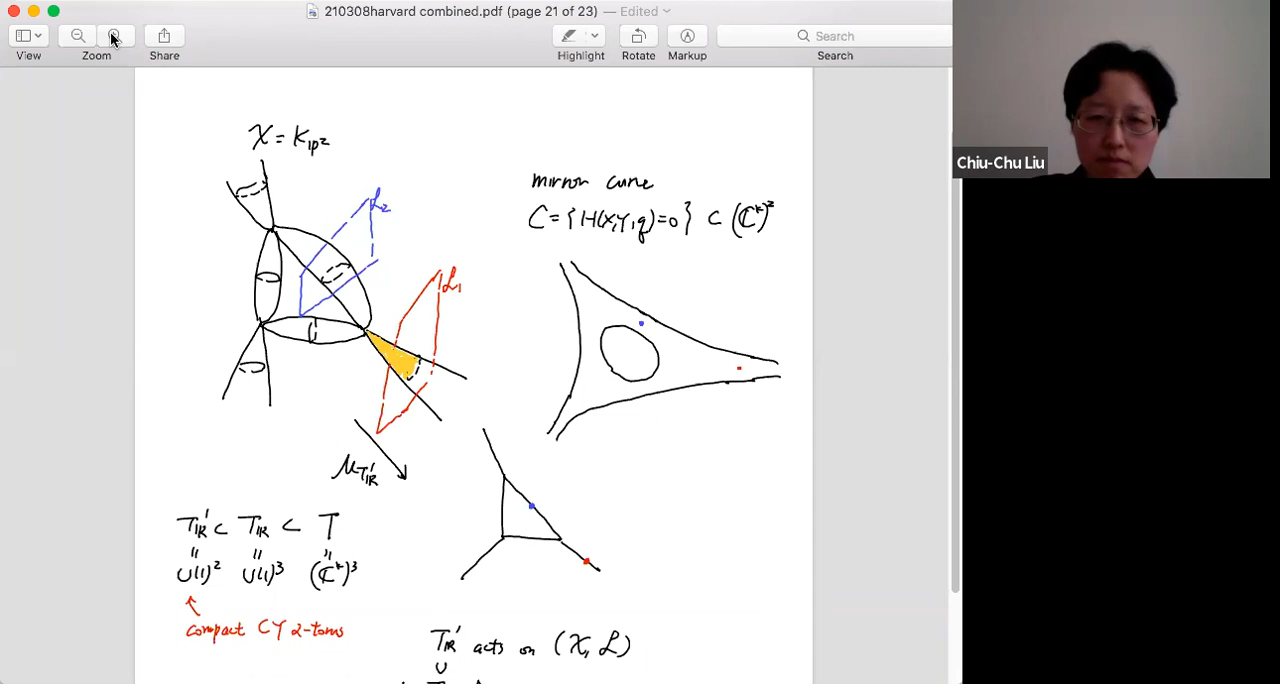 210308harvard combined.pdf (page 21 of 23) — Edited
View
Zoom
Share
Highlight
Rotate
Markup
Search
Search
Chiu-Chu Liu
𝒳 = K_{ℙ²}
ℒ₂
ℒ₁
mirror curve
C = {H(X,Y,q)=0} ⊂ (ℂ*)²
μ_{T'_ℝ}
T'_ℝ ⊂ T_ℝ ⊂ T
" " "
U(1)² U(1)³ (ℂ*)³
compact CY 2-torus
T'_ℝ acts on (𝒳, ℒ)
∪